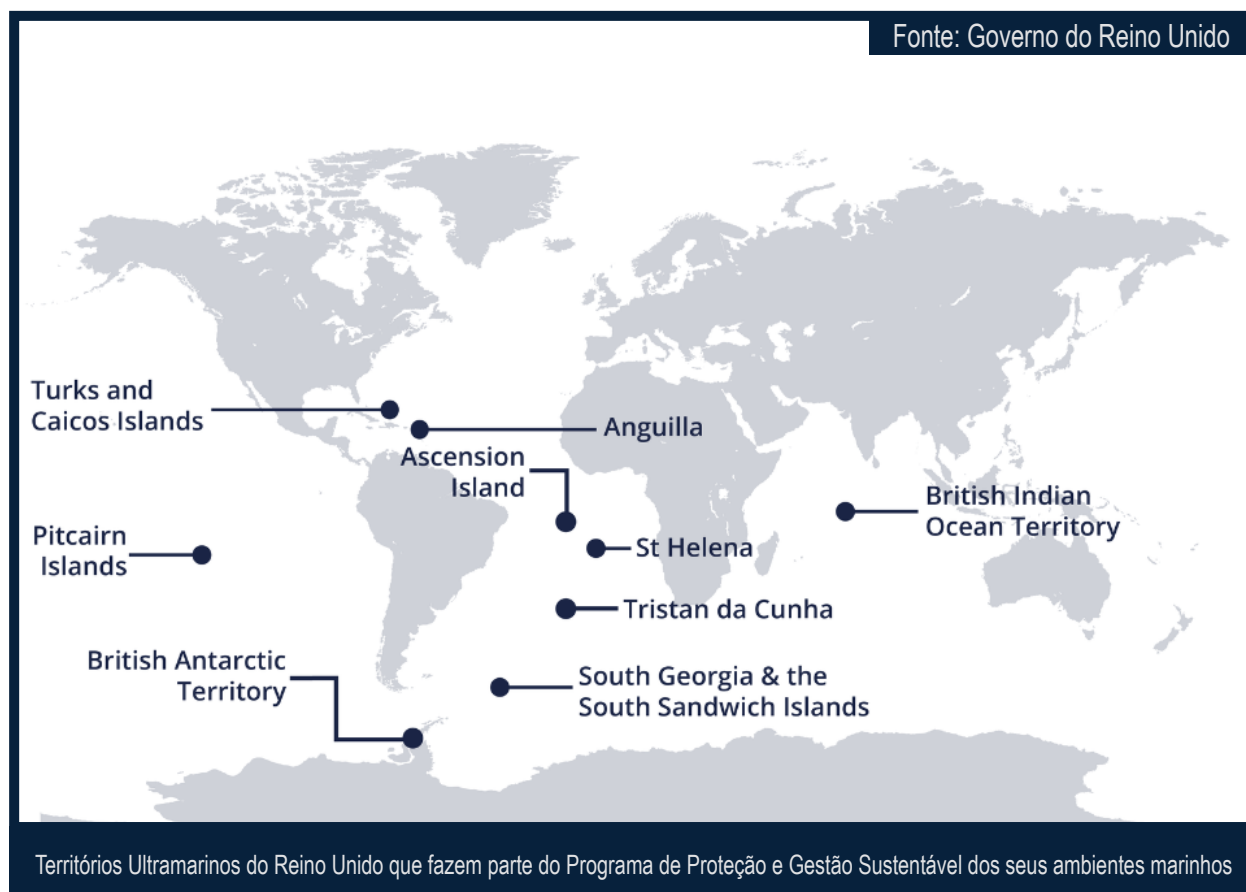 Fonte: Governo do Reino Unido
Turks and
Caicos Islands
Anguilla
Ascension
Island
British Indian
Ocean Territory
Pitcairn
Islands
St Helena
Tristan da Cunha
British Antarctic
Territory
South Georgia & the
South Sandwich Islands
Territórios Ultramarinos do Reino Unido que fazem parte do Programa de Proteção e Gestão Sustentável dos seus ambientes marinhos